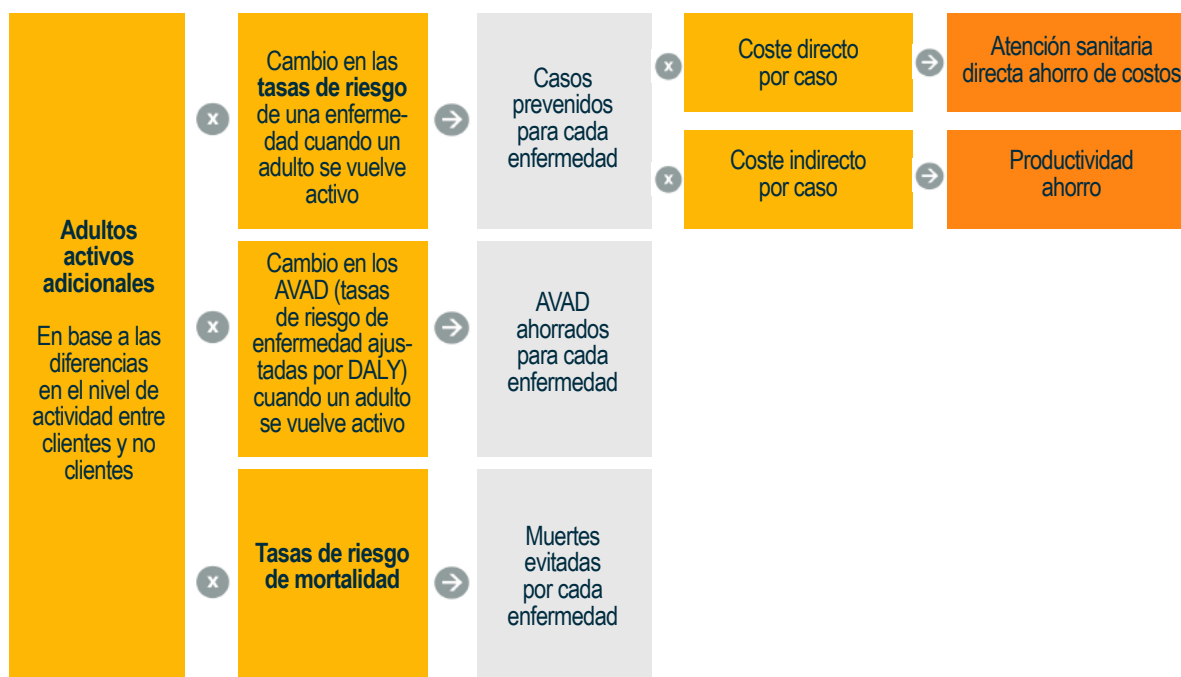 Adultos
activos
adicionales
En base a las
diferencias
en el nivel de
actividad entre
clientes y no
clientes
x
Cambio en las
tasas de riesgo
de una enferme-
dad cuando un
adulto se vuelve
activo
Casos
prevenidos
para cada
enfermedad
x
Coste directo
por caso
Atención sanitaria
directa ahorro de costos
x
Coste indirecto
por caso
Productividad
ahorro
x
Cambio en los
AVAD (tasas
de riesgo de
enfermedad ajus-
tadas por DALY)
cuando un adulto
se vuelve activo
AVAD
ahorrados
para cada
enfermedad
x
Tasas de riesgo
de mortalidad
Muertes
evitadas
por cada
enfermedad